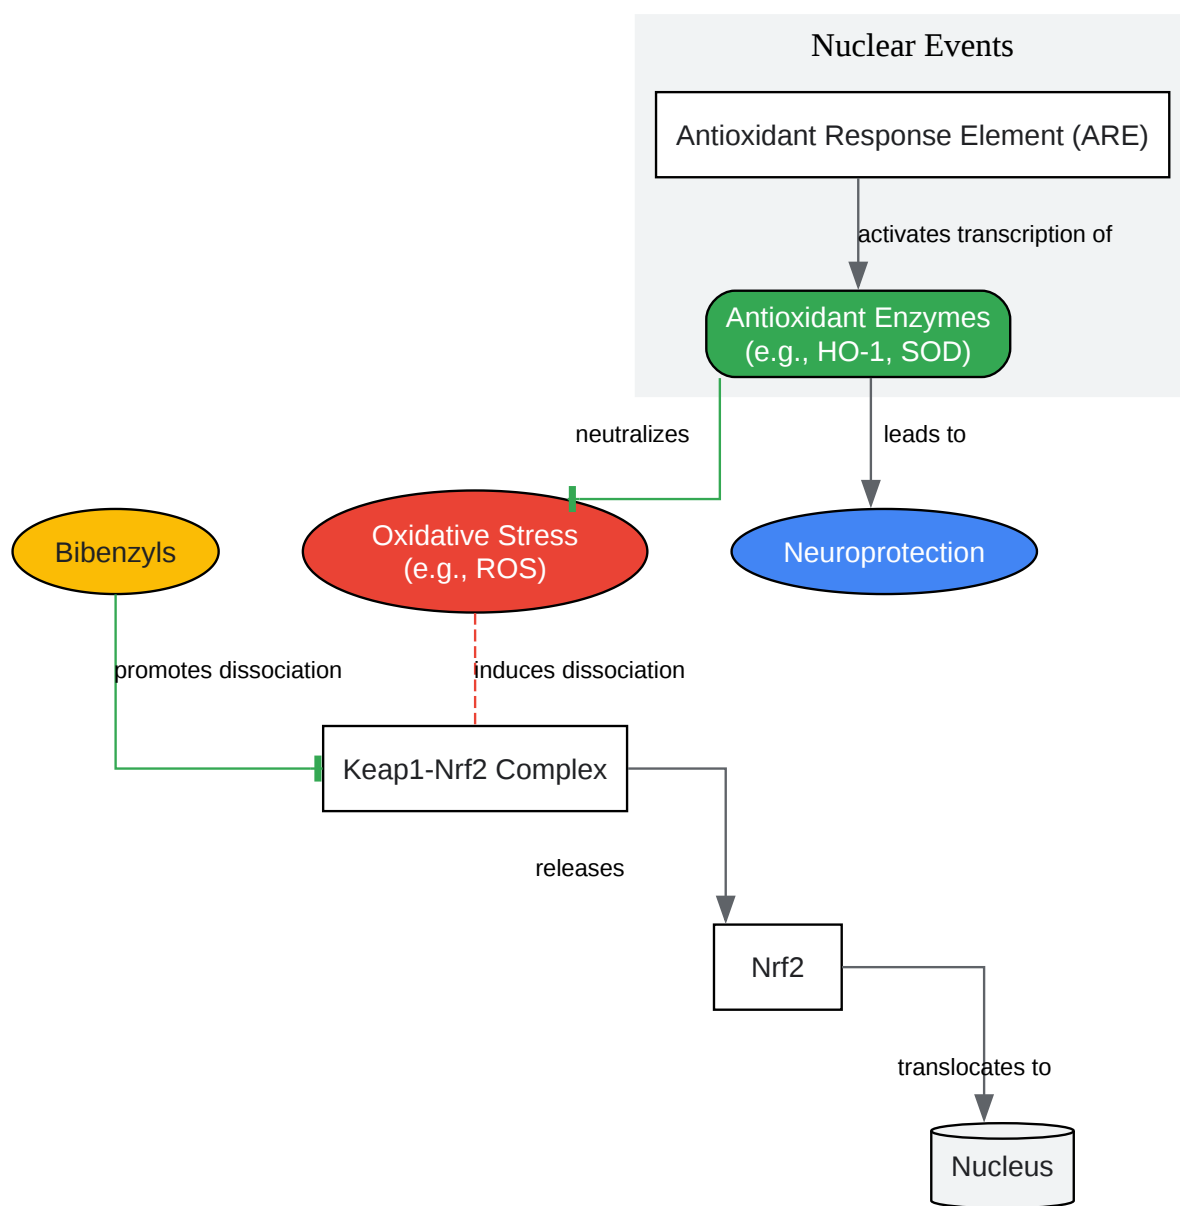 Nuclear Events
Antioxidant Response Element (ARE)
activates transcription of
Antioxidant Enzymes
(e.g., HO-1, SOD)
neutralizes
leads to
Bibenzyls
Oxidative Stress
(e.g., ROS)
Neuroprotection
promotes dissociation
induces dissociation
Keap1-Nrf2 Complex
releases
Nrf2
translocates to
Nucleus